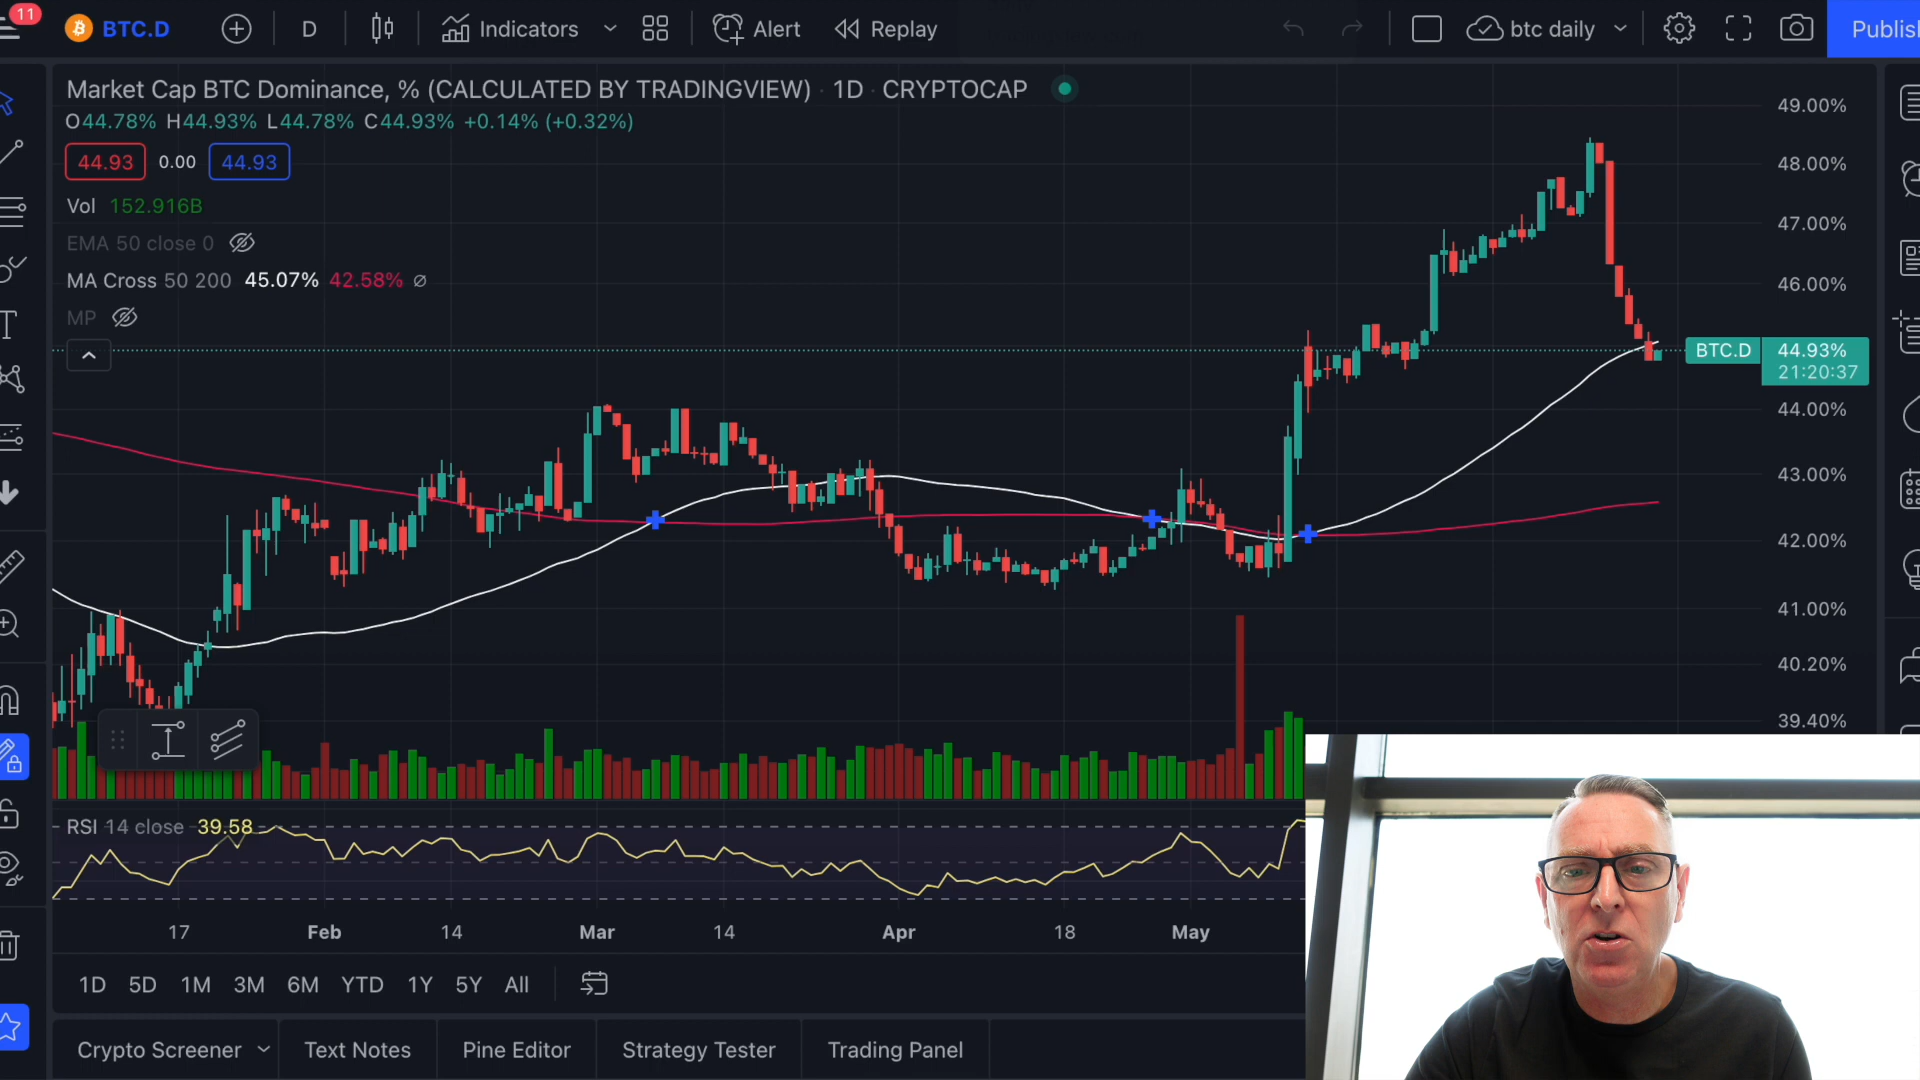 11
BTC.D
D
Indicators
Alert
Replay
btc daily
Publis
Market Cap BTC Dominance, % (CALCULATED BY TRADINGVIEW) · 1D · CRYPTOCAP
O44.78% H44.93% L44.78% C44.93% +0.14% (+0.32%)
44.93 0.00 44.93
Vol 152.916B
EMA 50 close 0
MA Cross 50 200 45.07% 42.58% ∅
MP
49.00%
48.00%
47.00%
46.00%
BTC.D 44.93%
21:20:37
44.00%
43.00%
42.00%
41.00%
40.20%
39.40%
RSI 14 close 39.58
17 Feb 14 Mar 14 Apr 18 May
1D 5D 1M 3M 6M YTD 1Y 5Y All
Crypto Screener Text Notes Pine Editor Strategy Tester Trading Panel